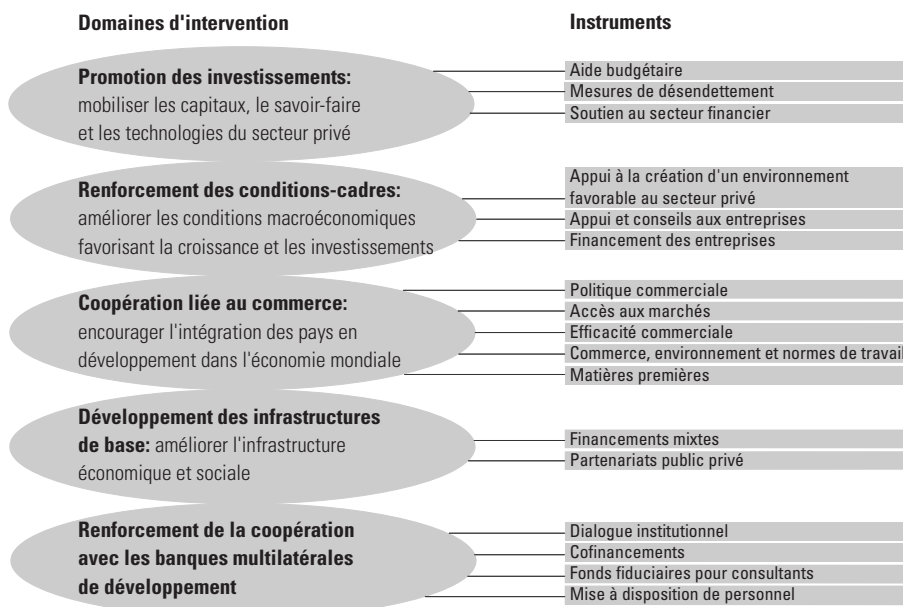 Domaines d'intervention
Instruments
Promotion des investissements:
mobiliser les capitaux, le savoir-faire
et les technologies du secteur privé
Aide budgétaire
Mesures de désendettement
Soutien au secteur financier
Renforcement des conditions-cadres:
améliorer les conditions macroéconomiques
favorisant la croissance et les investissements
Appui à la création d'un environnement
favorable au secteur privé
Appui et conseils aux entreprises
Financement des entreprises
Coopération liée au commerce:
encourager l'intégration des pays en
développement dans l'économie mondiale
Politique commerciale
Accès aux marchés
Efficacité commerciale
Commerce, environnement et normes de travail
Matières premières
Développement des infrastructures
de base: améliorer l'infrastructure
économique et sociale
Financements mixtes
Partenariats public privé
Renforcement de la coopération
avec les banques multilatérales
de développement
Dialogue institutionnel
Cofinancements
Fonds fiduciaires pour consultants
Mise à disposition de personnel